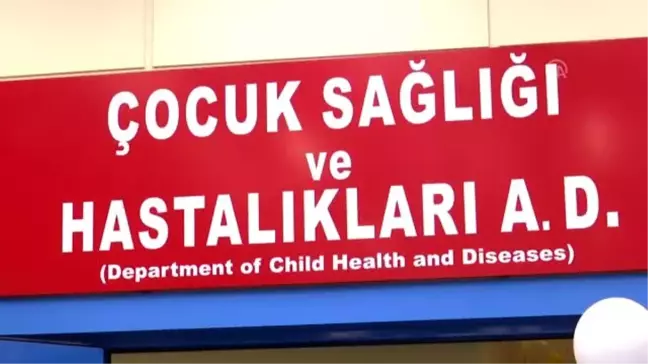 ÇOCUK SAĞLIĞI
ve
HASTALIKLARI A.D.
(Department of Child Health and Diseases)